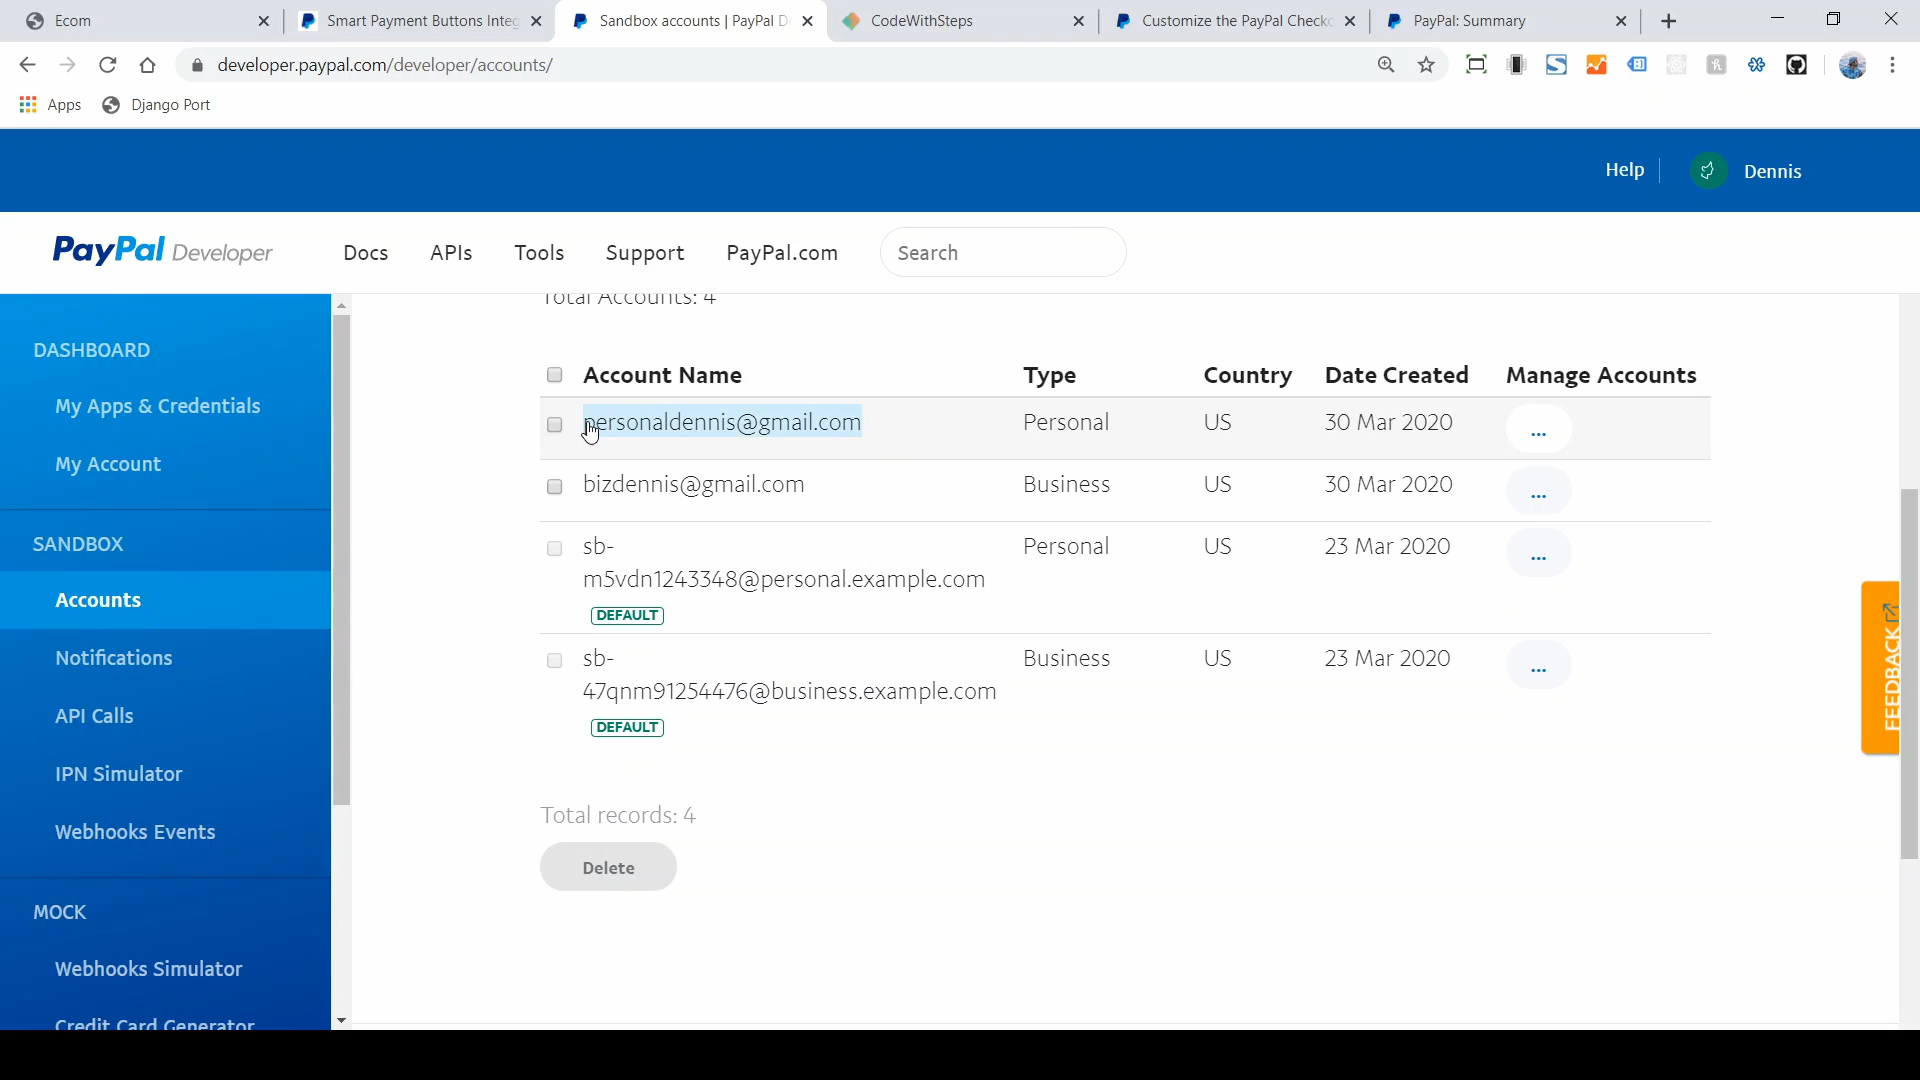 Ecom
Smart Payment Buttons Integ
Sandbox accounts | PayPal D
CodeWithSteps
Customize the PayPal Checko
PayPal: Summary
developer.paypal.com/developer/accounts/
Apps
Django Port
Help
Dennis
PayPal Developer
Docs
APIs
Tools
Support
PayPal.com
Search
DASHBOARD
My Apps & Credentials
My Account
SANDBOX
Accounts
Notifications
API Calls
IPN Simulator
Webhooks Events
MOCK
Webhooks Simulator
Credit Card Generator
Total Accounts: 4
Account Name Type Country Date Created Manage Accounts
personaldennis@gmail.com Personal US 30 Mar 2020 ...
bizdennis@gmail.com Business US 30 Mar 2020 ...
sb- Personal US 23 Mar 2020 ...
m5vdn1243348@personal.example.com
DEFAULT
sb- Business US 23 Mar 2020 ...
47qnm91254476@business.example.com
DEFAULT
Total records: 4
Delete
FEEDBACK